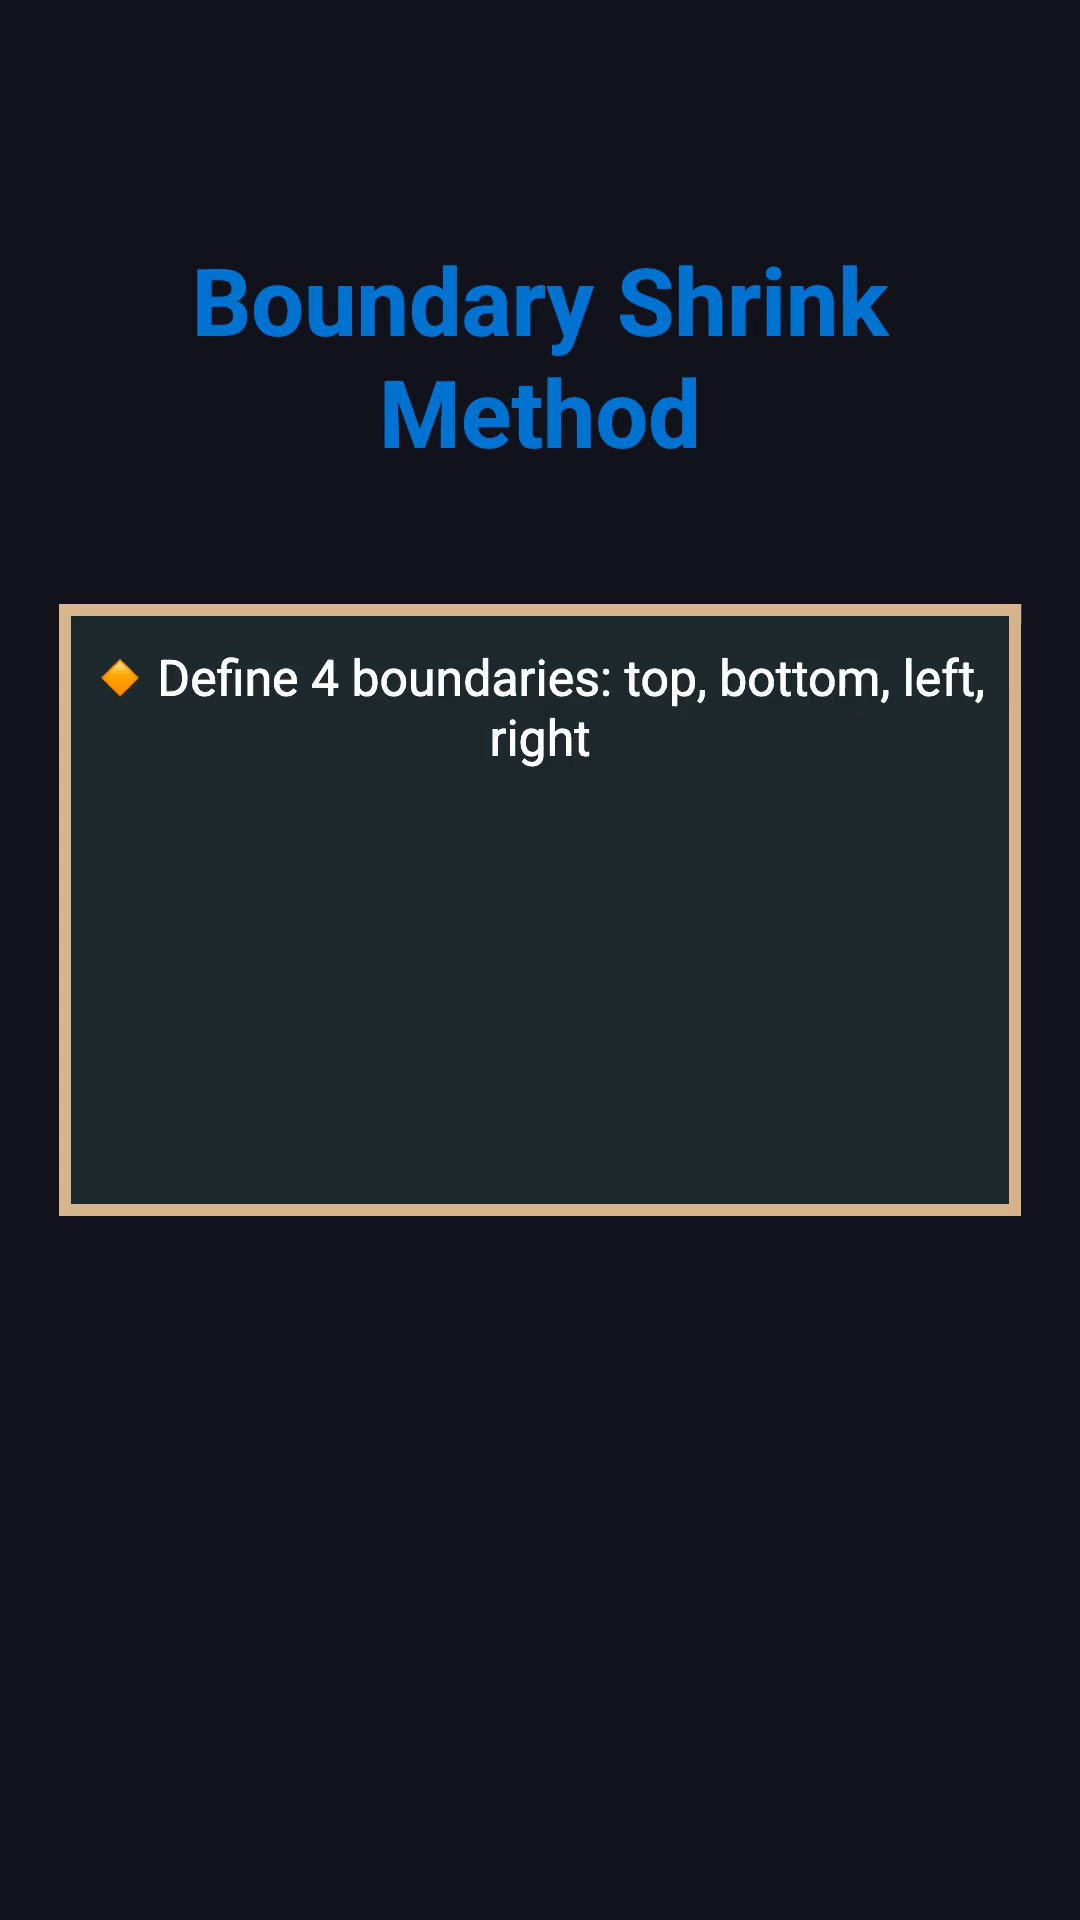 Boundary Shrink
Method
🔶 Define 4 boundaries: top, bottom, left,
right